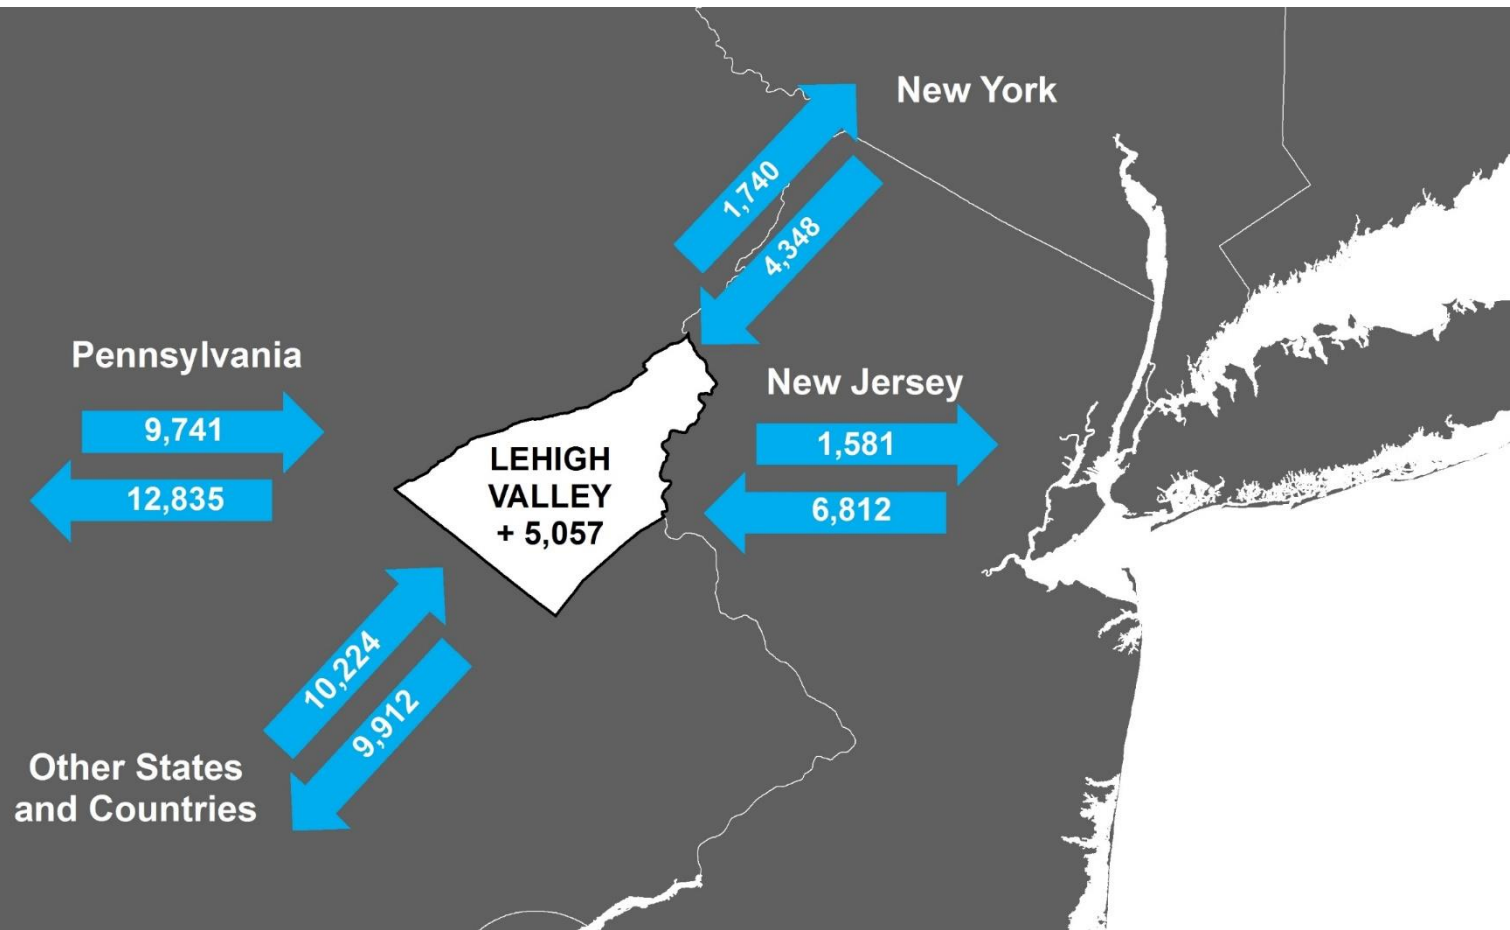 New York
1,740
4,348
Pennsylvania
9,741
12,835
LEHIGH
VALLEY
+ 5,057
New Jersey
1,581
6,812
10,224
9,912
Other States
and Countries